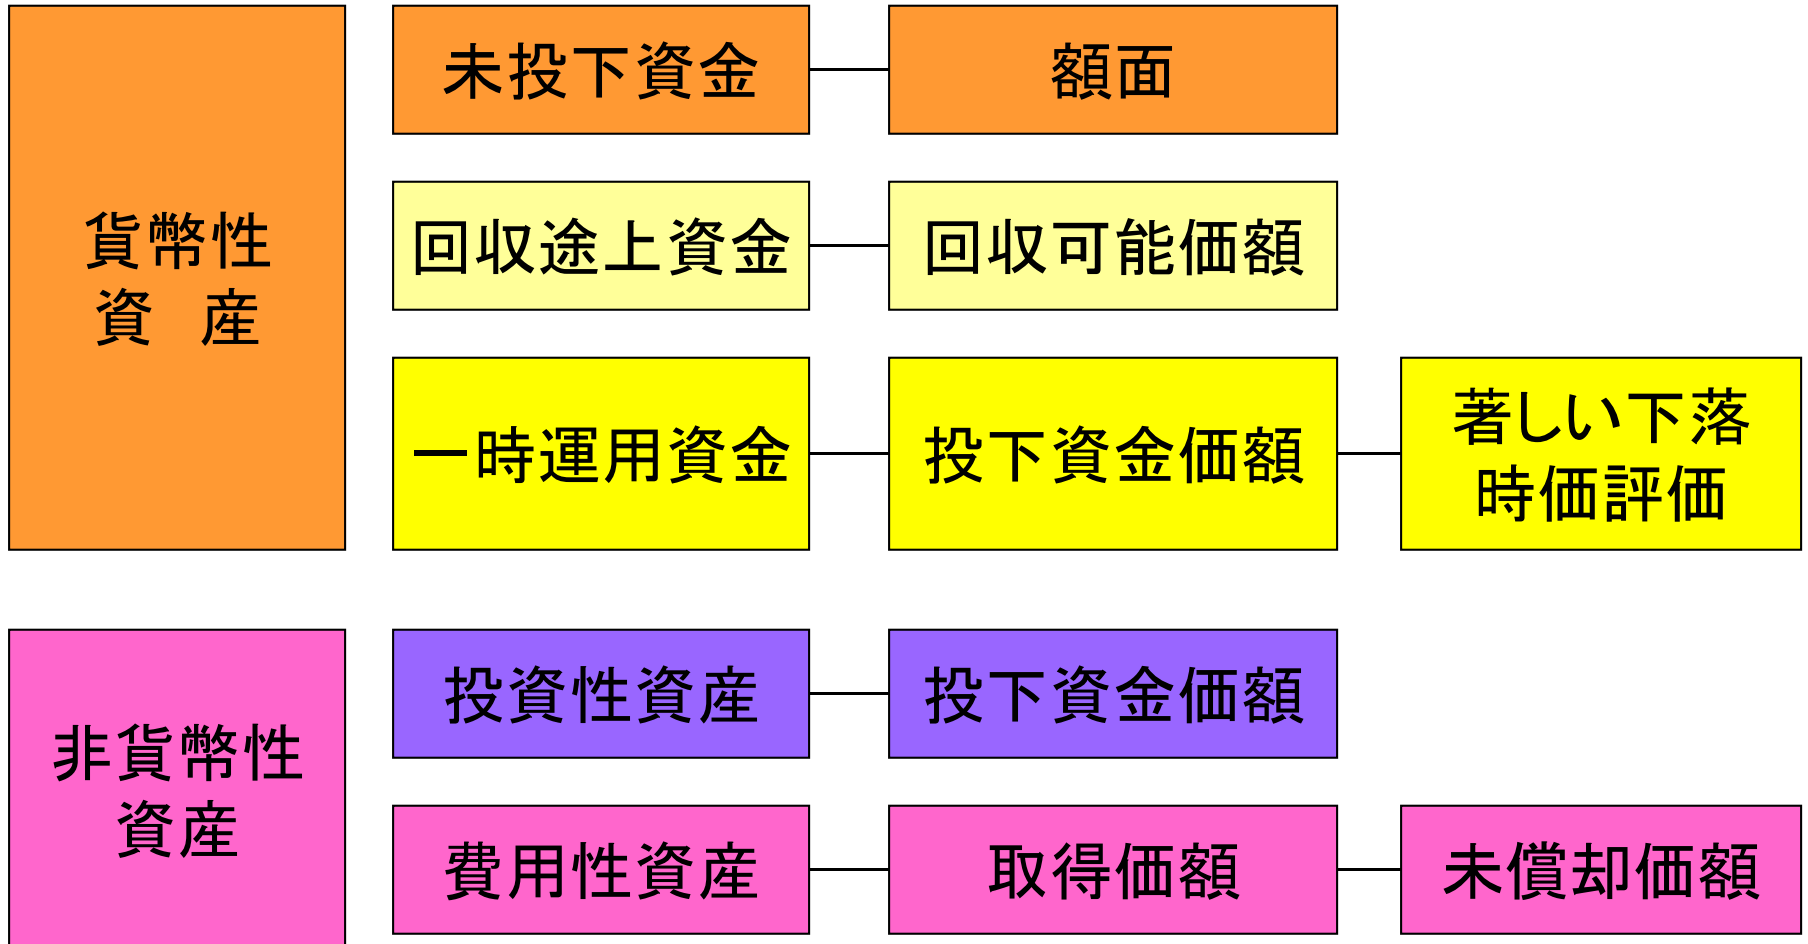 貨幣性
資 産
未投下資金
額面
回収途上資金
回収可能価額
一時運用資金
投下資金価額
著しい下落
時価評価
非貨幣性
資産
投資性資産
投下資金価額
費用性資産
取得価額
未償却価額